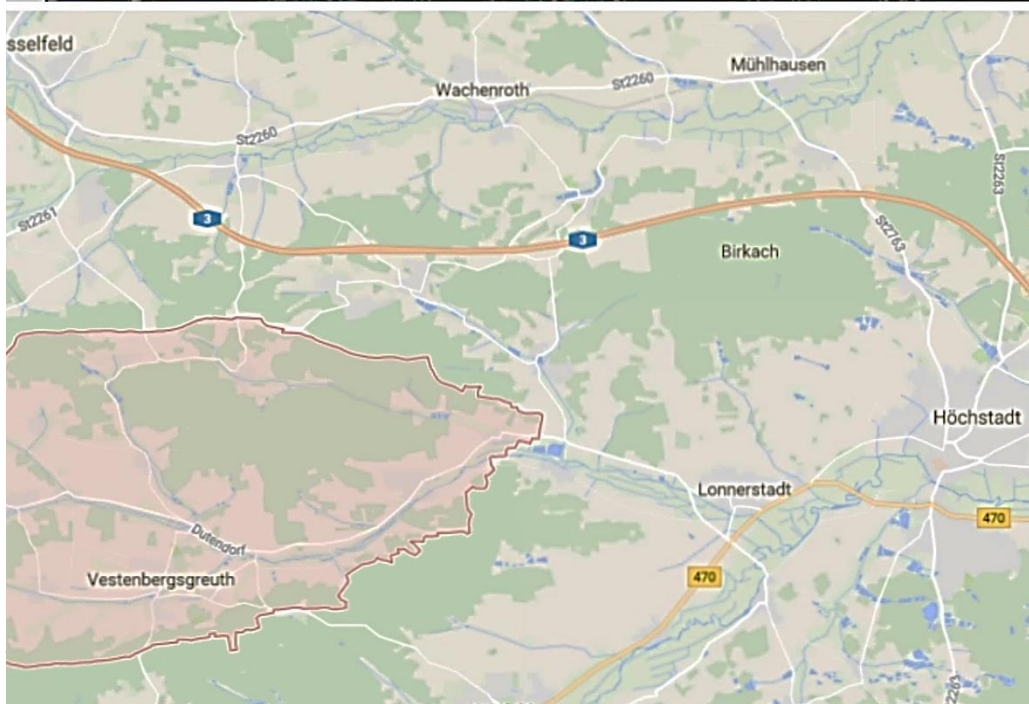 sselfeld
Mühlhausen
Wachenroth
St2260
St2260
St2263
St2261
3
3
Birkach
St2763
Höchstadt
Lonnerstadt
470
Dutendorf
Vestenbergsgreuth
470